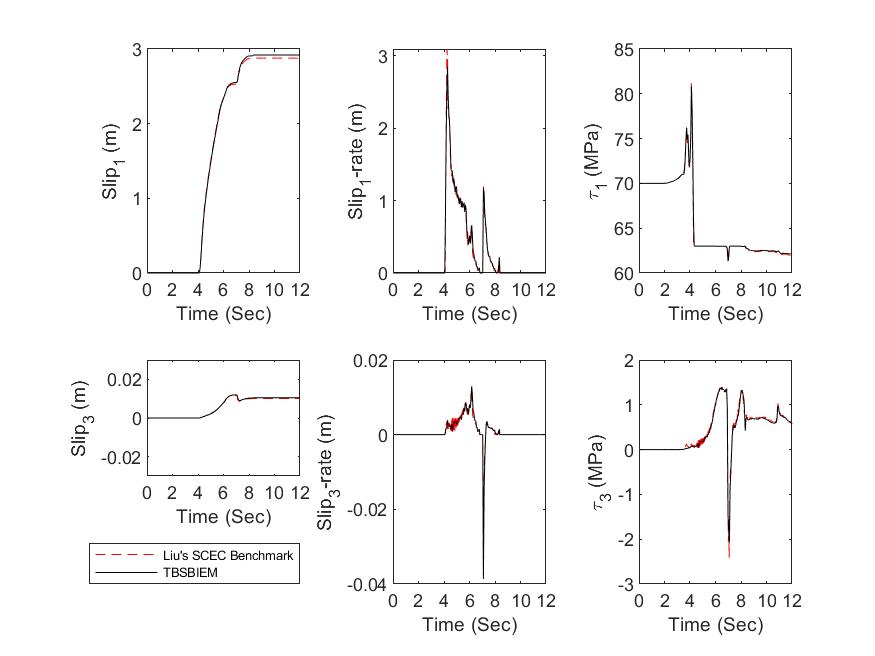 3
2
1
0
Slip1 (m)
0 2 4 6 8 10 12
Time (Sec)
3
2
1
0
Slip1-rate (m)
0 2 4 6 8 10 12
Time (Sec)
85
80
75
70
65
60
τ1 (MPa)
0 2 4 6 8 10 12
Time (Sec)
0.02
0
-0.02
Slip3 (m)
0 2 4 6 8 10 12
Time (Sec)
Liu's SCEC Benchmark
TBSBIEM
0.02
0
-0.02
-0.04
Slip3-rate (m)
0 2 4 6 8 10 12
Time (Sec)
2
1
0
-1
-2
-3
τ3 (MPa)
0 2 4 6 8 10 12
Time (Sec)